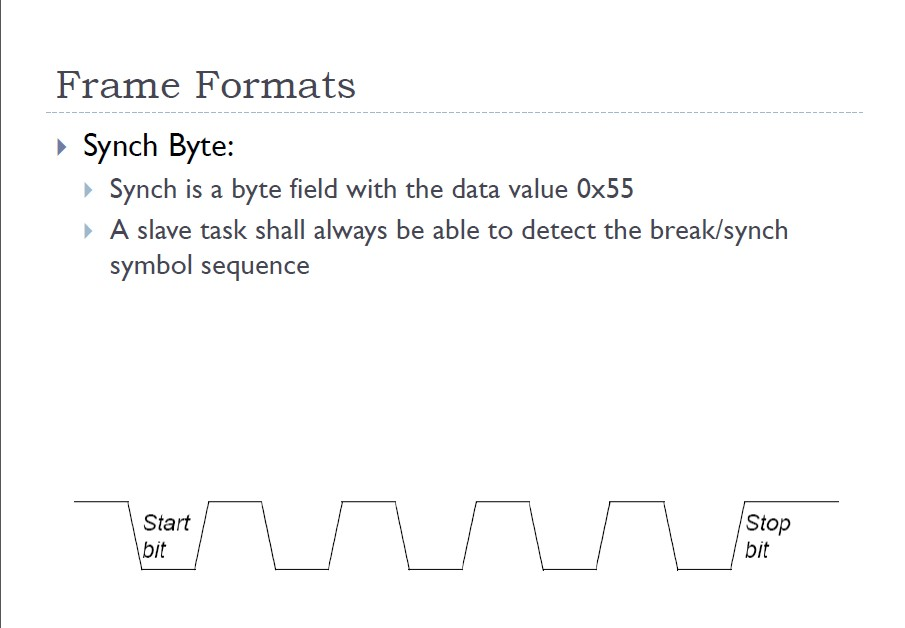 Frame Formats
Synch Byte:
Synch is a byte field with the data value 0x55
A slave task shall always be able to detect the break/synch
symbol sequence
Start
bit
Stop
bit